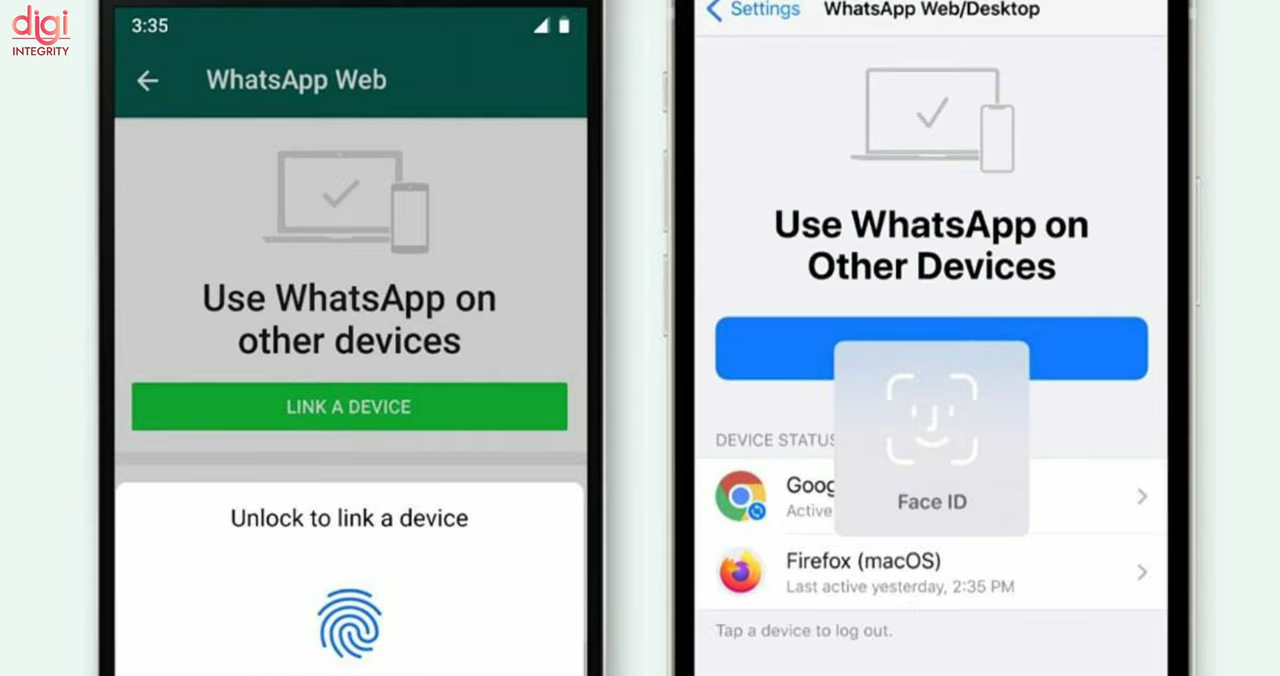 digi
INTEGRITY
3:35
WhatsApp Web
Use WhatsApp on
other devices
LINK A DEVICE
Unlock to link a device
Settings
WhatsApp Web/Desktop
Use WhatsApp on
Other Devices
DEVICE STATUS
Goog
Active
Face ID
Firefox (macOS)
Last active yesterday, 2:35 PM
Tap a device to log out.